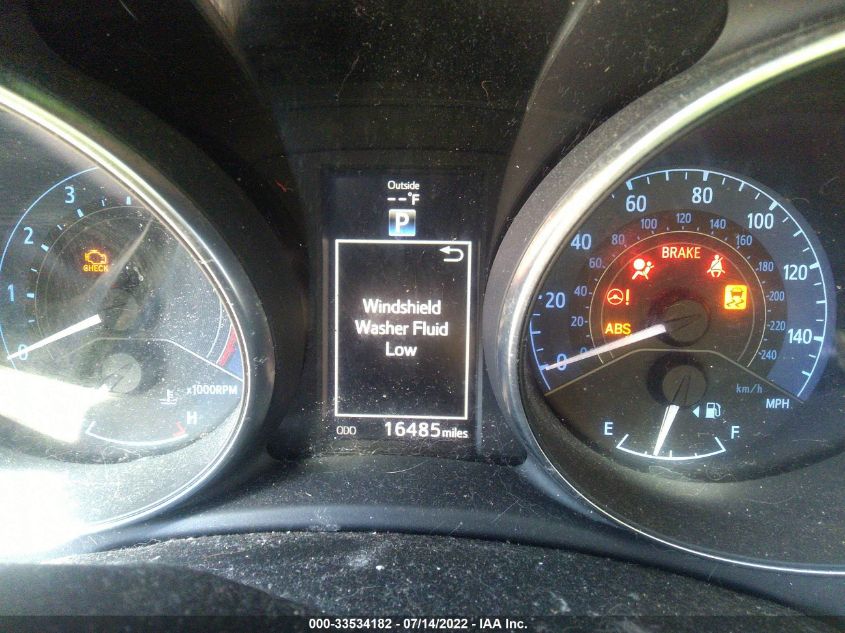 Outside
--°F
P
Windshield
Washer Fluid
Low
ODO 16485 miles
0 1 2 3
CHECK
x1000RPM
H
0 20 40 60 80 100 120 140
0 20 40 60 80 100 120 140 160 180 200 220 240
BRAKE
!
ABS
km/h
MPH
E F
000-33534182 - 07/14/2022 - IAA Inc.